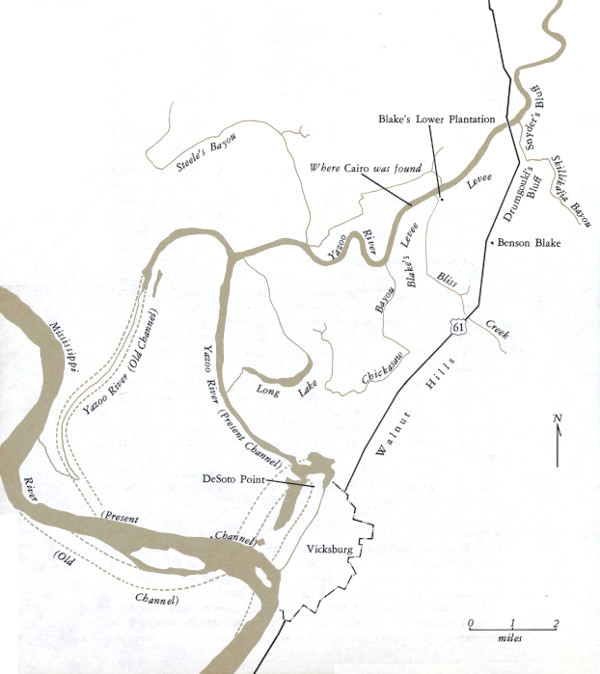 Snyder's Bluff
Blake's Lower Plantation
Steele's Bayou
Where Cairo was found
Levee
Skillikalia Bayou
Drumgould's
Bluff
Yazoo
River
Blake's
Levee
Benson Blake
Bliss
Creek
Bayou
Chickasaw
61
Mississippi
River
Yazoo River (Old Channel)
Yazoo River (Present Channel)
Long
Lake
Walnut Hills
N
DeSoto Point
(Present
Channel)
Vicksburg
(Old
Channel)
0 1 2
miles